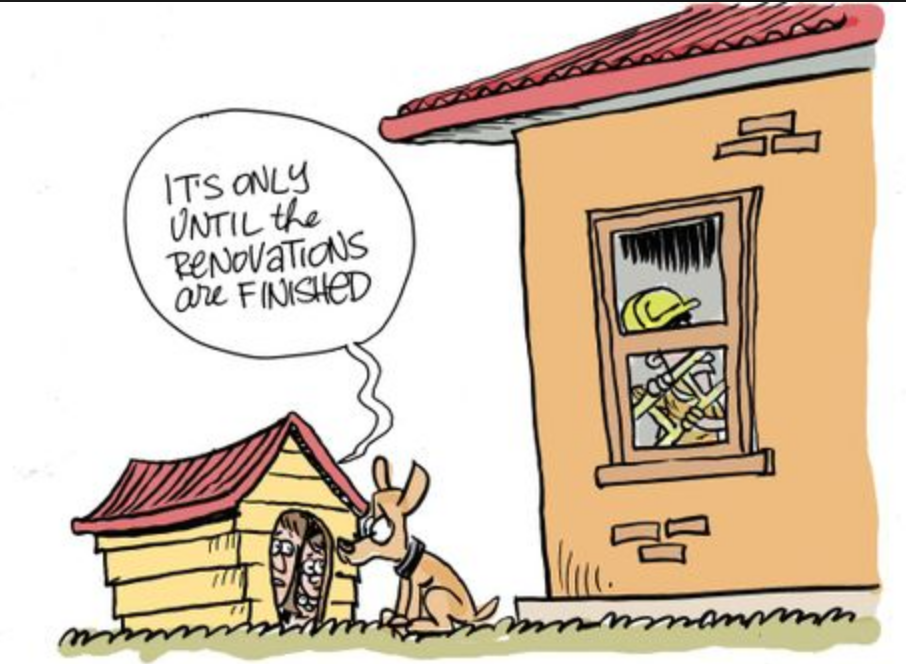 IT'S ONLY
UNTIL the
RENOVATIONS
are FINISHED